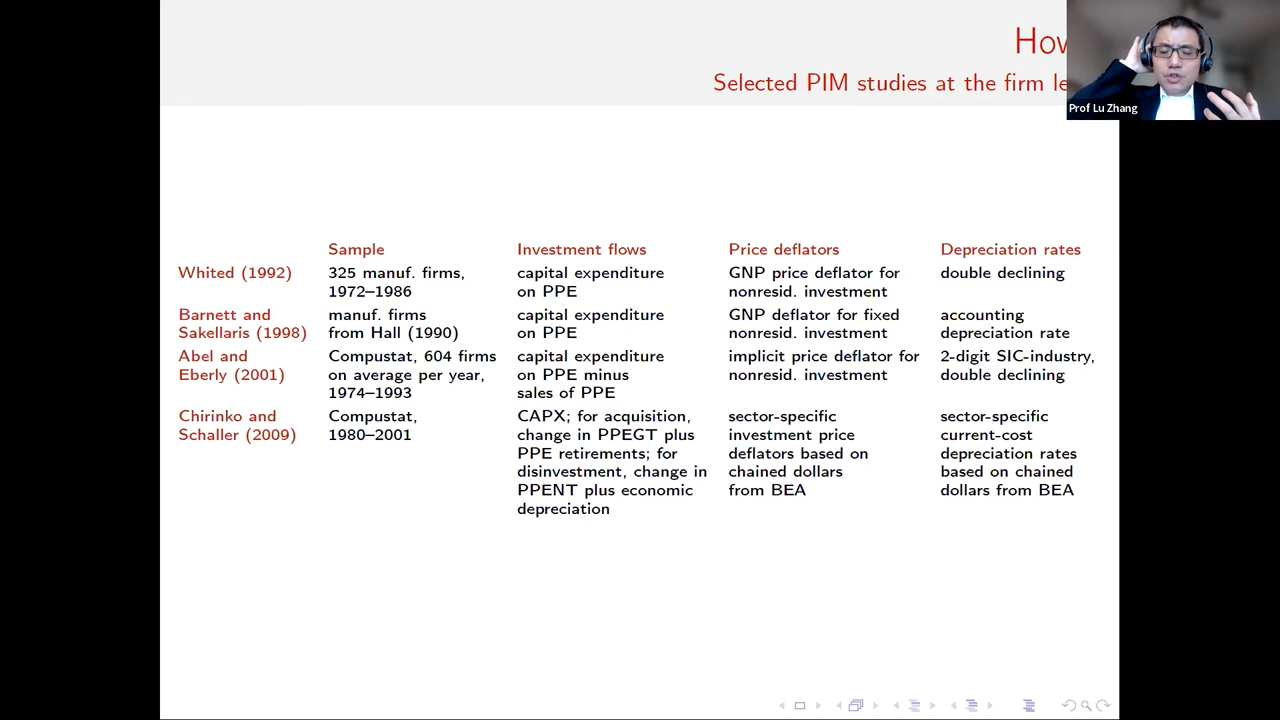 How
Selected PIM studies at the firm le
Prof Lu Zhang
Sample Investment flows Price deflators Depreciation rates
Whited (1992) 325 manuf. firms, capital expenditure GNP price deflator for double declining
1972–1986 on PPE nonresid. investment
Barnett and manuf. firms capital expenditure GNP deflator for fixed accounting
Sakellaris (1998) from Hall (1990) on PPE nonresid. investment depreciation rate
Abel and Compustat, 604 firms capital expenditure implicit price deflator for 2-digit SIC-industry,
Eberly (2001) on average per year, on PPE minus nonresid. investment double declining
1974–1993 sales of PPE
Chirinko and Compustat, CAPX; for acquisition, sector-specific sector-specific
Schaller (2009) 1980–2001 change in PPEGT plus investment price current-cost
PPE retirements; for deflators based on depreciation rates
disinvestment, change in chained dollars based on chained
PPENT plus economic from BEA dollars from BEA
depreciation